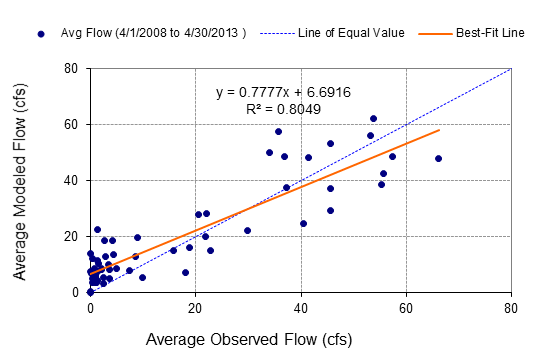 Avg Flow (4/1/2008 to 4/30/2013 ) Line of Equal Value Best-Fit Line
80
y = 0.7777x + 6.6916
R² = 0.8049
60
40
20
0
0 20 40 60 80
Average Modeled Flow (cfs)
Average Observed Flow (cfs)